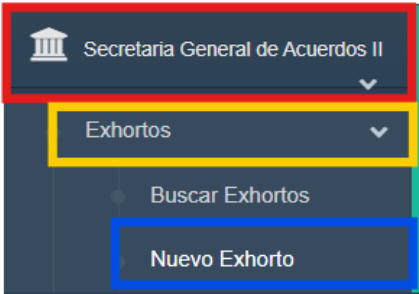 Secretaria General de Acuerdos II
Exhortos
Buscar Exhortos
Nuevo Exhorto